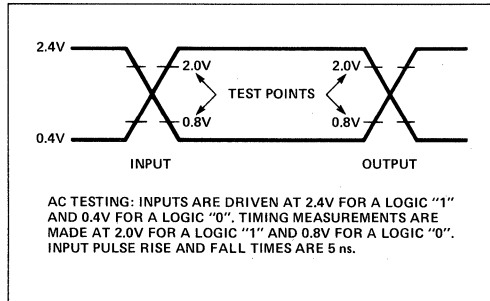 2.4V
2.0V
2.0V
TEST POINTS
0.8V
0.8V
0.4V
INPUT
OUTPUT
AC TESTING: INPUTS ARE DRIVEN AT 2.4V FOR A LOGIC "1"
AND 0.4V FOR A LOGIC "0". TIMING MEASUREMENTS ARE
MADE AT 2.0V FOR A LOGIC "1" AND 0.8V FOR A LOGIC "0".
INPUT PULSE RISE AND FALL TIMES ARE 5 ns.